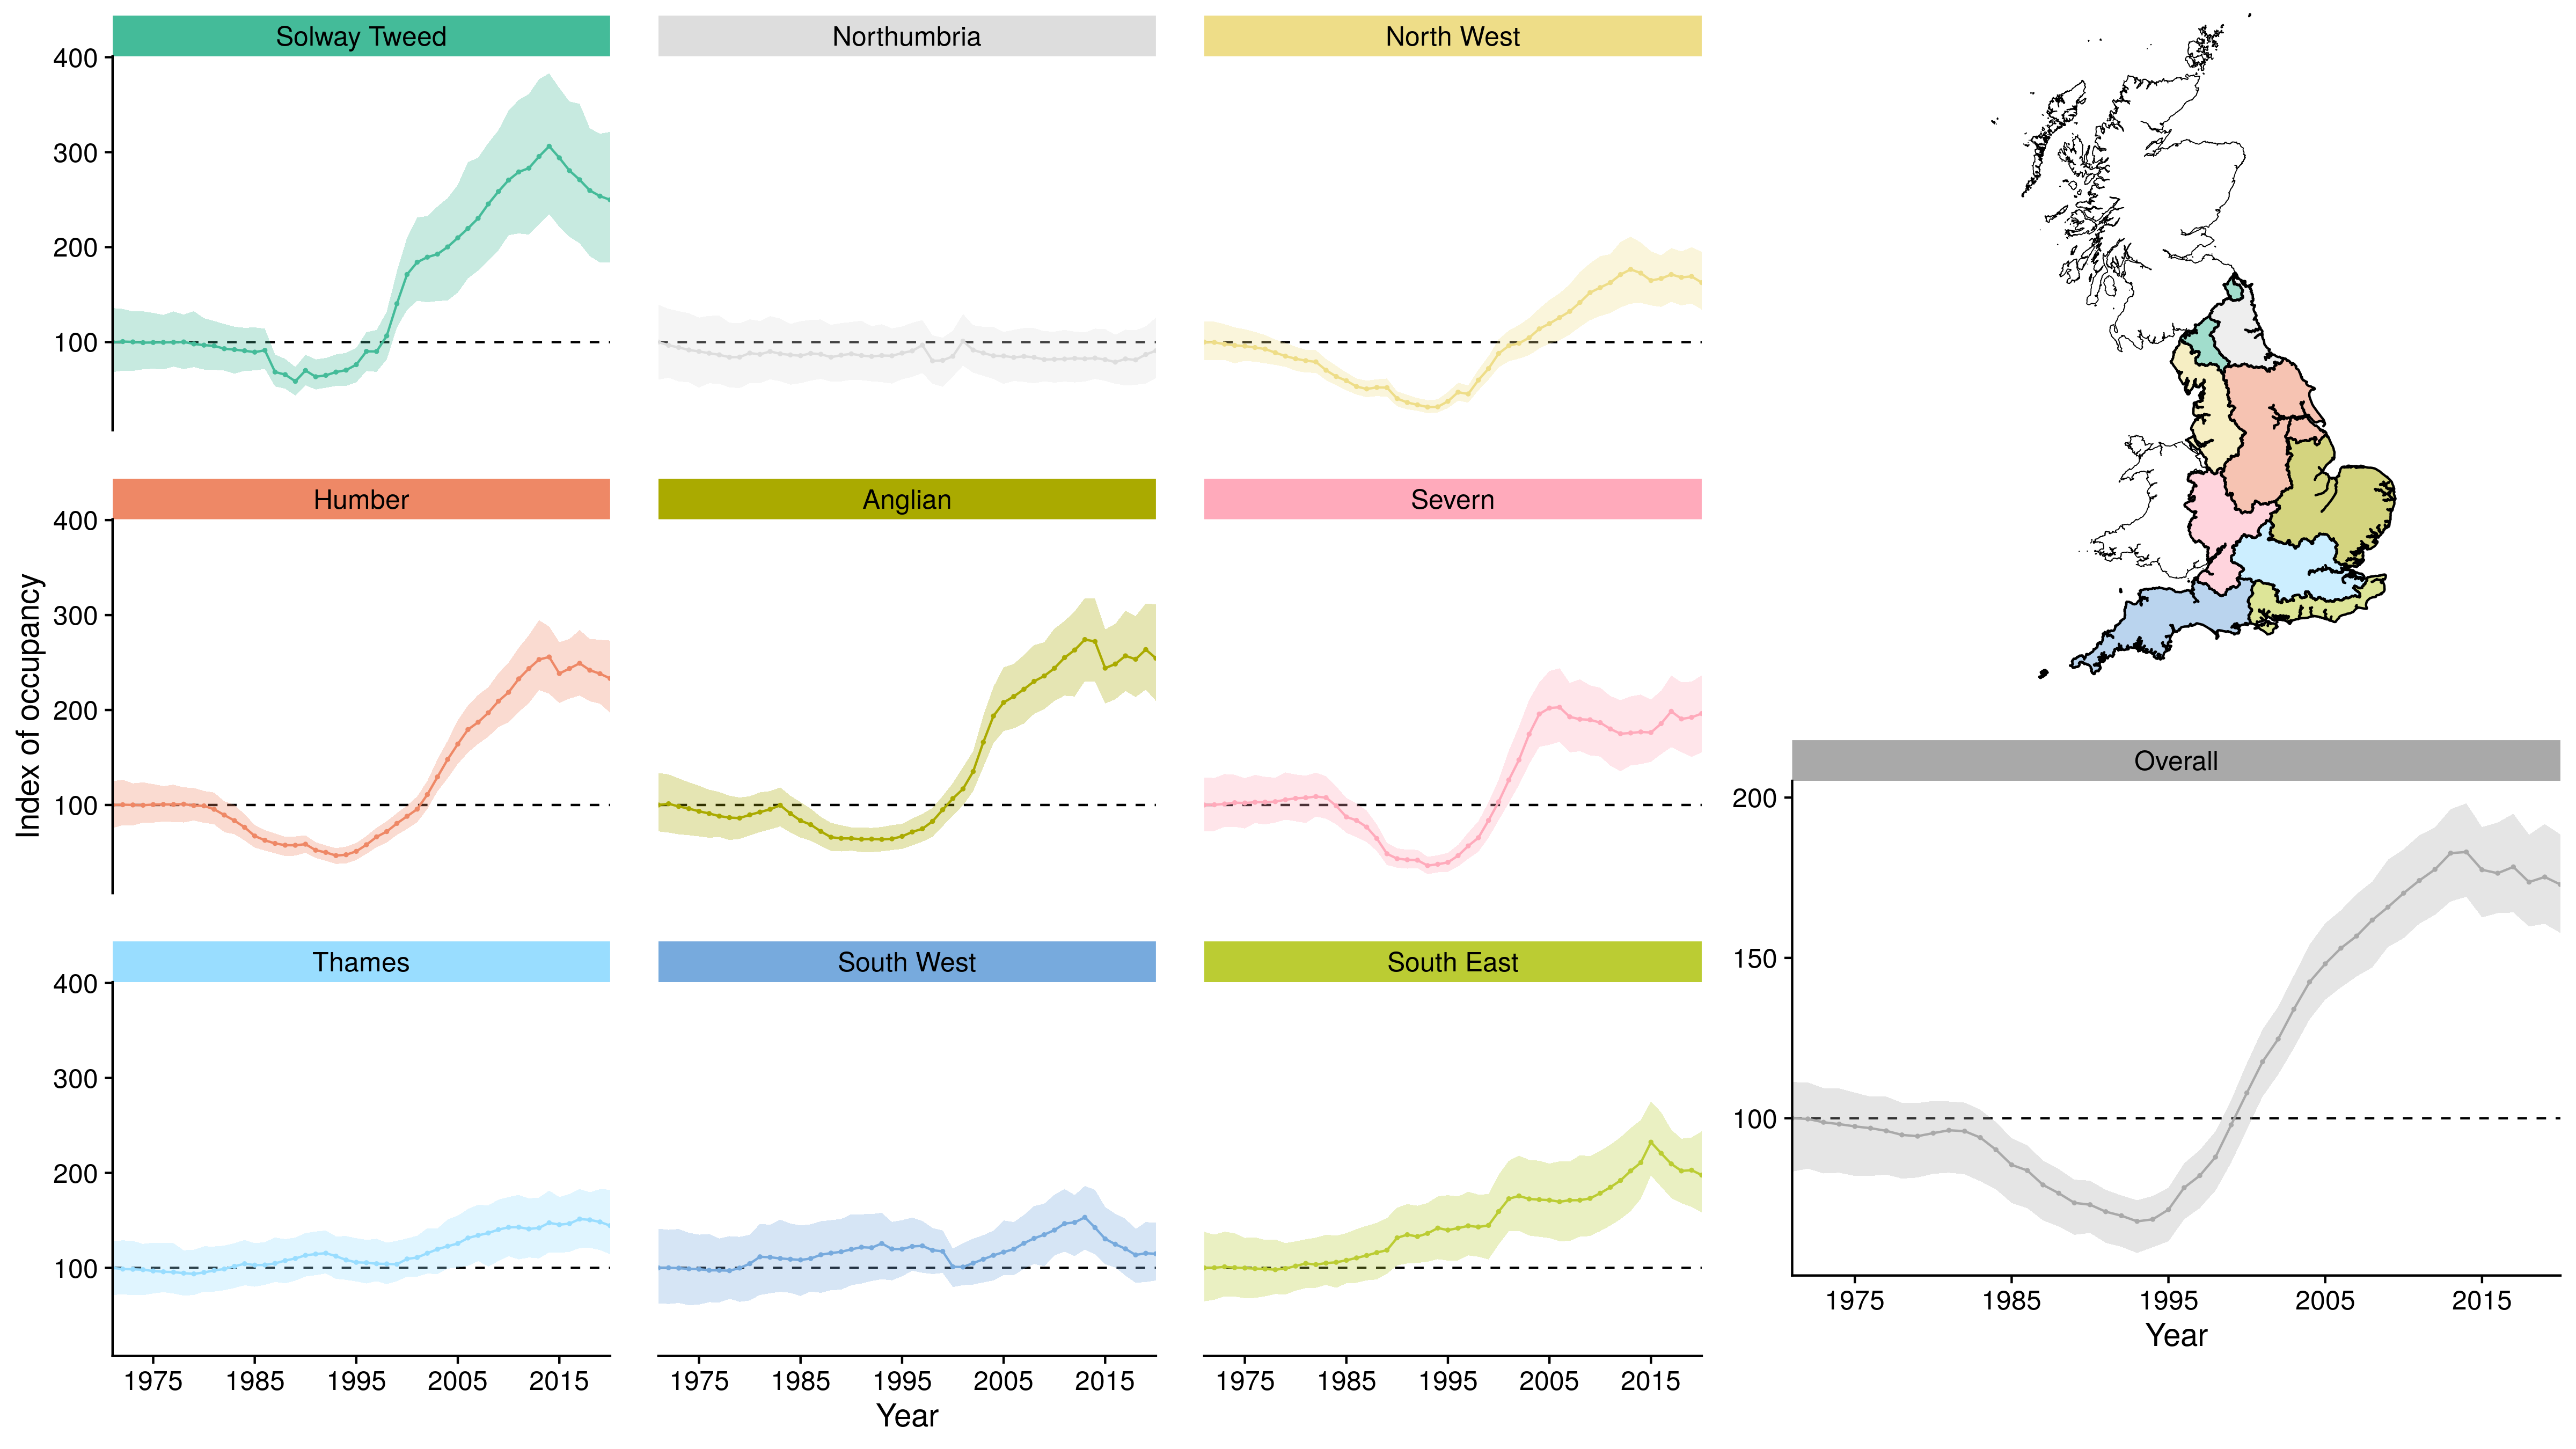 Solway Tweed
Northumbria
North West
400
300
200
100
Humber
Anglian
Severn
400
300
200
100
Index of occupancy
Thames
South West
South East
400
300
200
100
1975 1985 1995 2005 2015
1975 1985 1995 2005 2015
1975 1985 1995 2005 2015
Year
Overall
200
150
100
1975 1985 1995 2005 2015
Year